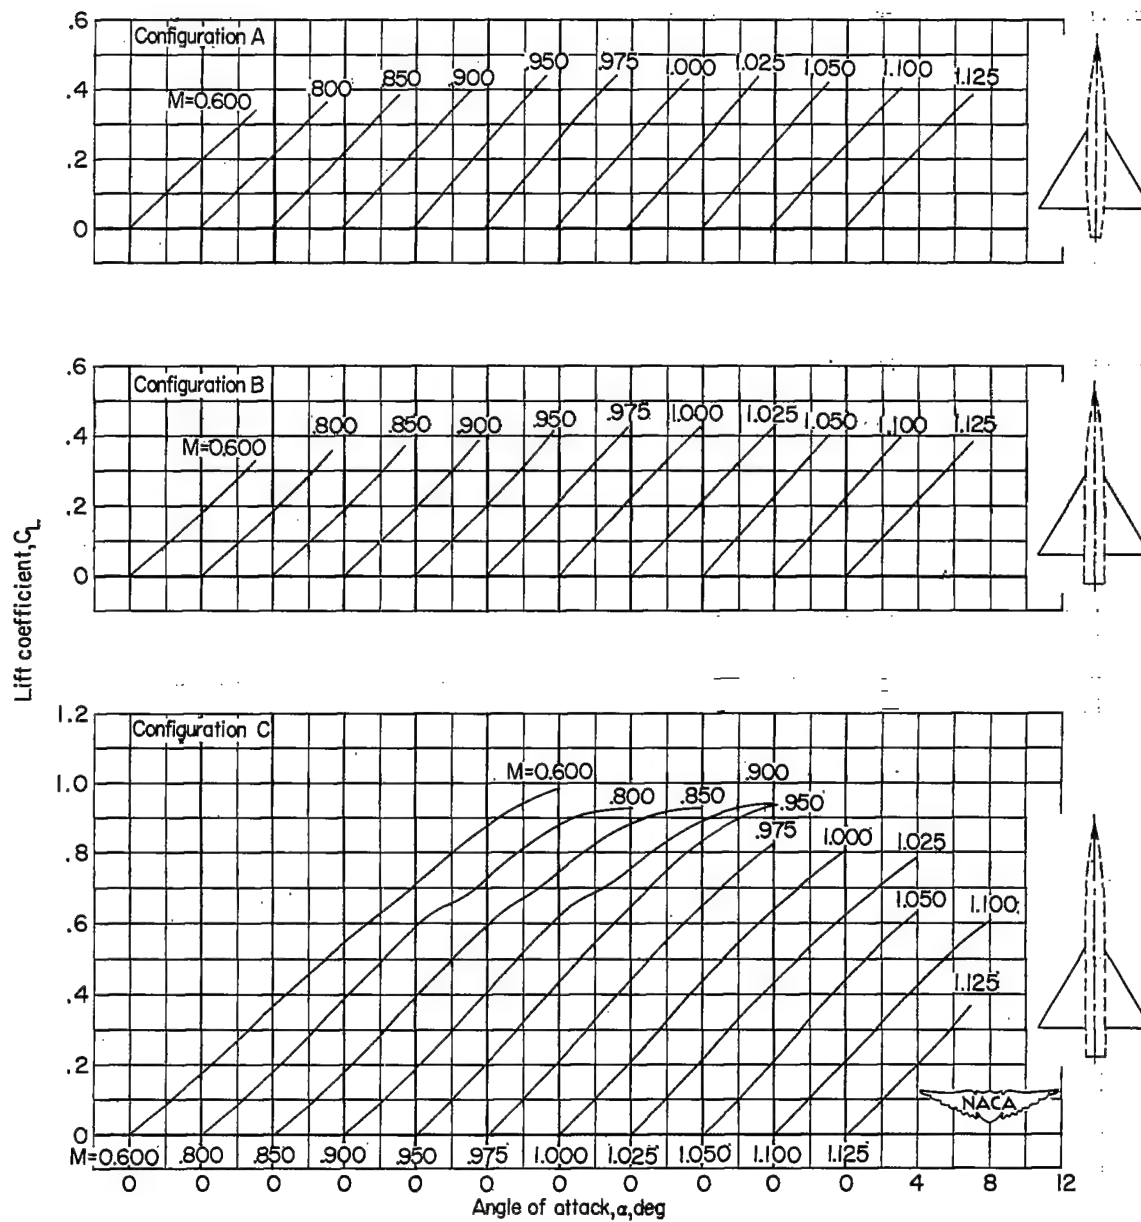 .6
Configuration A
M=0.600 .800 .850 .900 .950 .975 1.000 1.025 1.050 1.100 1.125
.4
.2
0
.6
Configuration B
M=0.600 .800 .850 .900 .950 .975 1.000 1.025 1.050 1.100 1.125
.4
.2
0
Lift coefficient, CL
1.2
Configuration C
M=0.600 .800 .850 .900
.950
.975 1.000 1.025
1.050
1.100
1.125
1.0
.8
.6
.4
.2
0
NACA
M=0.600 .800 .850 .900 .950 .975 1.000 1.025 1.050 1.100 1.125
0 0 0 0 0 0 0 0 0 0 0 4 8 12
Angle of attack, α, deg